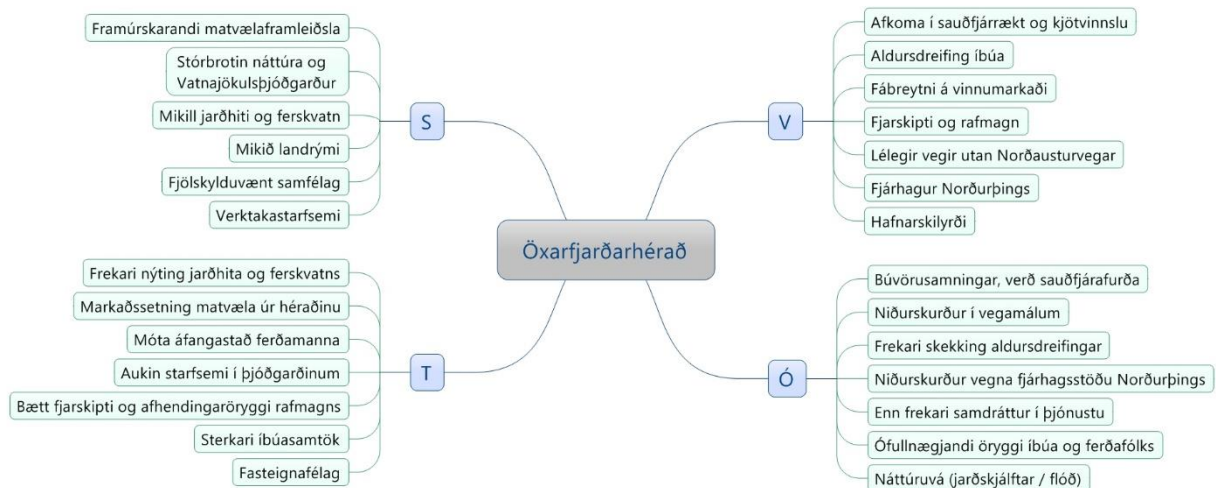 Öxarfjarðarhérað
S
Framúrskarandi matvælaframleiðsla
Stórbrotin náttúra og
Vatnajökulsþjóðgarður
Mikill jarðhiti og ferskvatn
Mikið landrými
Fjölskylduvænt samfélag
Verktakastarfsemi
V
Afkoma í sauðfjárrækt og kjötvinnslu
Aldursdreifing íbúa
Fábreytni á vinnumarkaði
Fjarskipti og rafmagn
Lélegir vegir utan Norðausturvegar
Fjárhagur Norðurþings
Hafnarskilyrði
T
Frekari nýting jarðhita og ferskvatns
Markaðssetning matvæla úr héraðinu
Móta áfangastað ferðamanna
Aukin starfsemi í þjóðgarðinum
Bætt fjarskipti og afhendingaröryggi rafmagns
Sterkari íbúasamtök
Fasteignafélag
Ó
Búvörusamningar, verð sauðfjárafurða
Niðurskurður í vegamálum
Frekari skekking aldursdreifingar
Niðurskurður vegna fjárhagsstöðu Norðurþings
Enn frekari samdráttur í þjónustu
Ófullnægjandi öryggi íbúa og ferðafólks
Náttúruvá (jarðskjálftar / flóð)